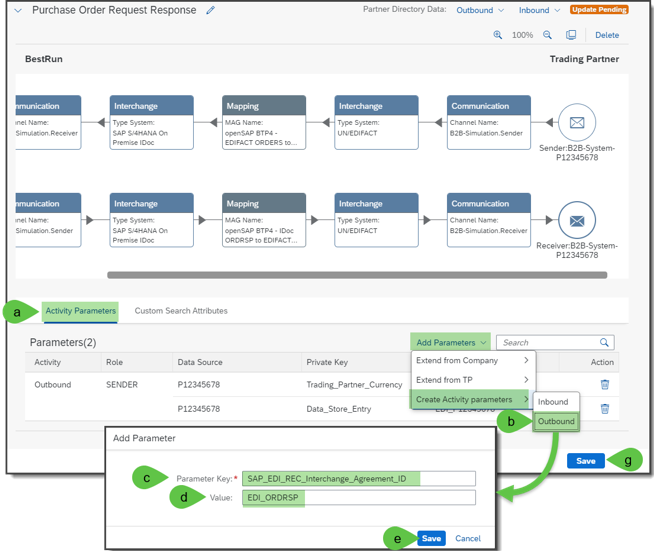 Purchase Order Request Response
Partner Directory Data: Outbound Inbound Update Pending
100% Delete
BestRun Trading Partner
mmunication Interchange Mapping Interchange Communication
Channel Name: Type System: MAG Name: Type System: Channel Name:
-Simulation.Receiver SAP S/4HANA On openSAP BTP4 - UN/EDIFACT B2B-Simulation.Sender
Premise IDoc EDIFACT ORDERS to...
Sender:B2B-System-
P12345678
mmunication Interchange Mapping Interchange Communication
Channel Name: Type System: MAG Name: Type System: Channel Name:
-Simulation.Sender SAP S/4HANA On openSAP BTP4 - IDoc UN/EDIFACT B2B-Simulation.Receiver
Premise IDoc ORDRSP to EDIFACT...
Receiver:B2B-System-
P12345678
a Activity Parameters Custom Search Attributes
Parameters(2) Add Parameters Search
Activity Role Data Source Private Key Action
Extend from Company
Outbound SENDER P12345678 Trading_Partner_Currency
Extend from TP
Create Activity parameters Inbound
P12345678 Data_Store_Entry
b Outbound
Add Parameter
Save g
c Parameter Key:* SAP_EDI_REC_Interchange_Agreement_ID
d Value: EDI_ORDRSP
e Save Cancel